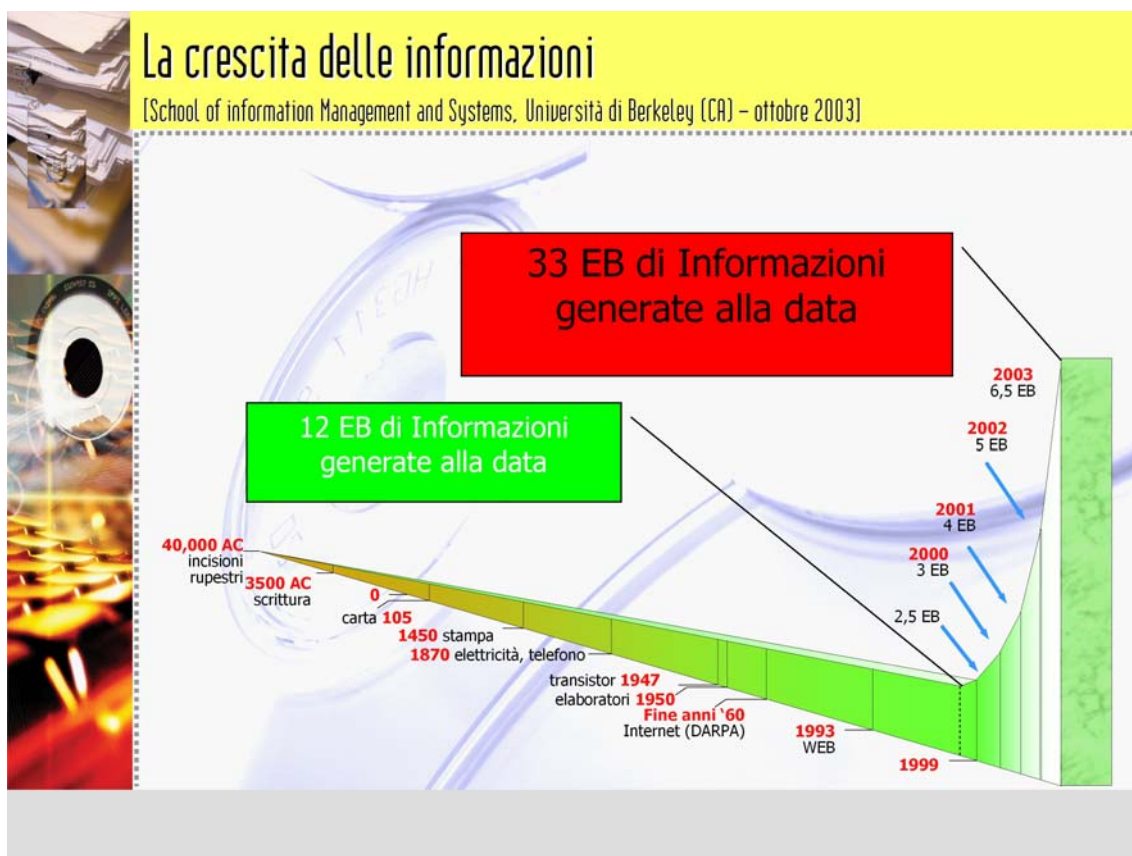 La crescita delle informazioni
[School of information Management and Systems, Università di Berkeley (CA) – ottobre 2003]
33 EB di Informazioni
generate alla data
12 EB di Informazioni
generate alla data
2003
6,5 EB
2002
5 EB
2001
4 EB
2000
3 EB
2,5 EB
40,000 AC
incisioni
rupestri
3500 AC
scrittura
0
carta 105
1450 stampa
1870 elettricità, telefono
transistor 1947
elaboratori 1950
Fine anni ‘60
Internet (DARPA)
1993
WEB
1999